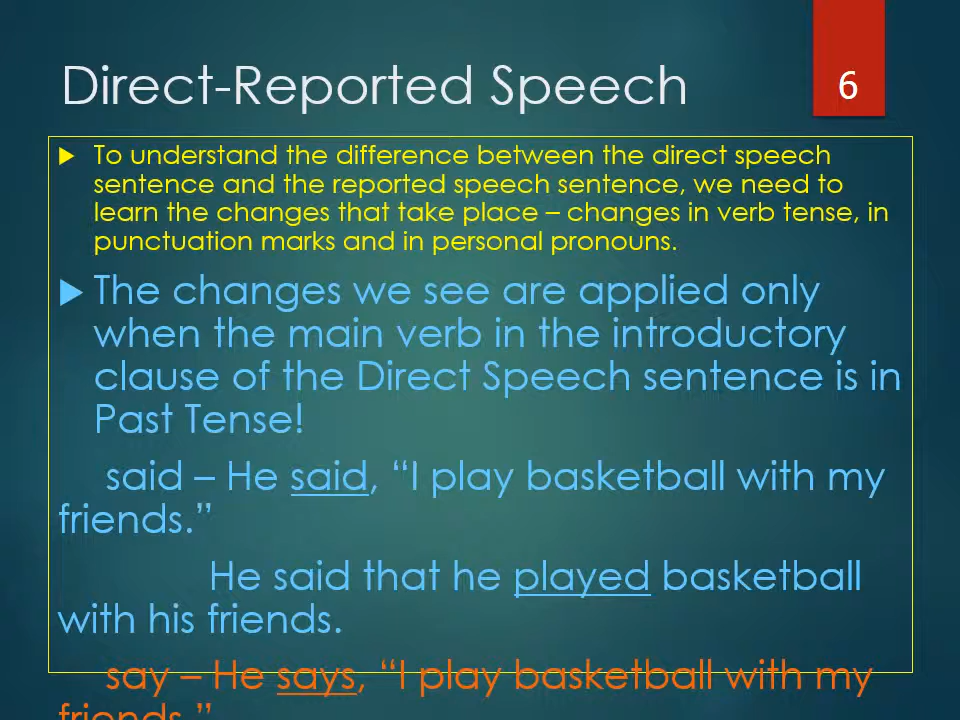 Direct-Reported Speech
6
▶ To understand the difference between the direct speech
sentence and the reported speech sentence, we need to
learn the changes that take place – changes in verb tense, in
punctuation marks and in personal pronouns.
▶ The changes we see are applied only
when the main verb in the introductory
clause of the Direct Speech sentence is in
Past Tense!
said – He said, “I play basketball with my
friends.”
He said that he played basketball
with his friends.
say – He says, “I play basketball with my
friends.”